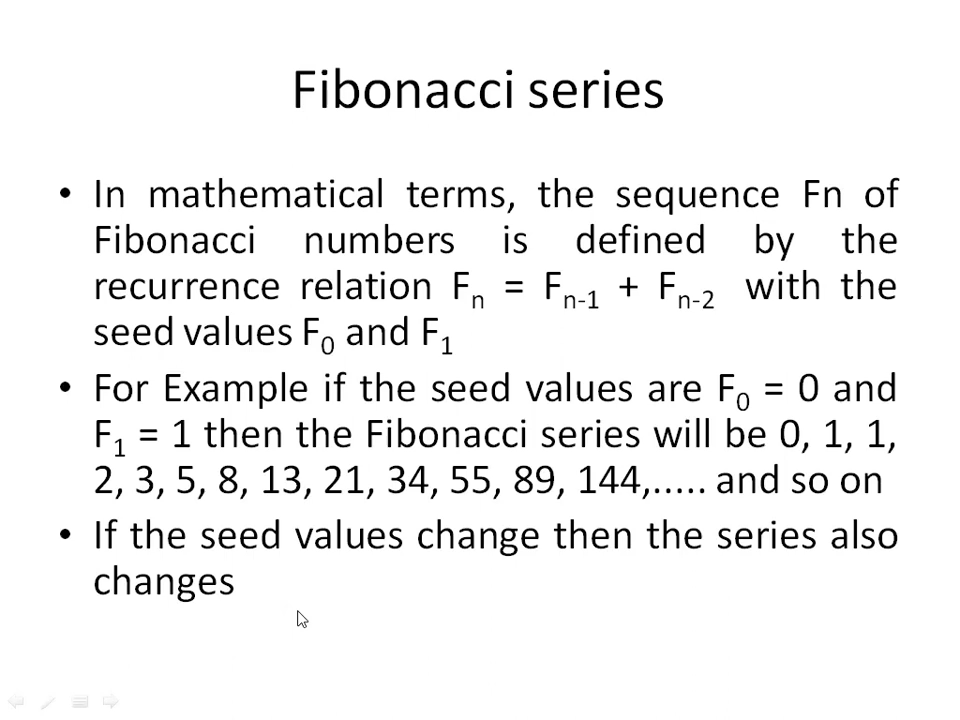 Fibonacci series
• In mathematical terms, the sequence Fn of
Fibonacci numbers is defined by the
recurrence relation Fₙ = Fₙ₋₁ + Fₙ₋₂ with the
seed values F₀ and F₁
• For Example if the seed values are F₀ = 0 and
F₁ = 1 then the Fibonacci series will be 0, 1, 1,
2, 3, 5, 8, 13, 21, 34, 55, 89, 144,..... and so on
• If the seed values change then the series also
changes